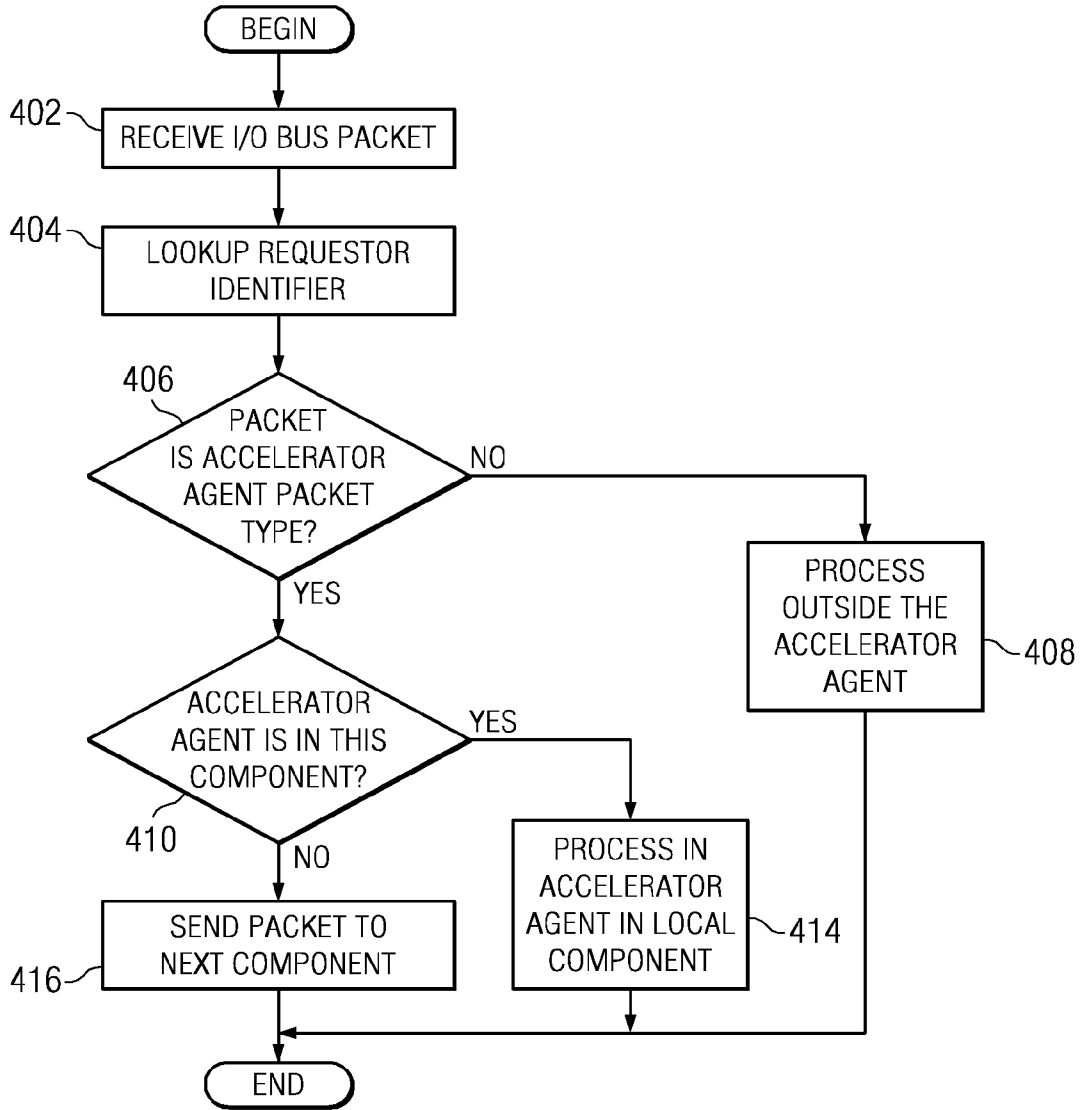 BEGIN
402
RECEIVE I/O BUS PACKET
404
LOOKUP REQUESTOR
IDENTIFIER
406
PACKET
IS ACCELERATOR
AGENT PACKET
TYPE?
NO
YES
PROCESS
OUTSIDE THE
ACCELERATOR
AGENT
408
ACCELERATOR
AGENT IS IN THIS
COMPONENT?
YES
410
NO
PROCESS IN
ACCELERATOR
AGENT IN LOCAL
COMPONENT
414
SEND PACKET TO
NEXT COMPONENT
416
END